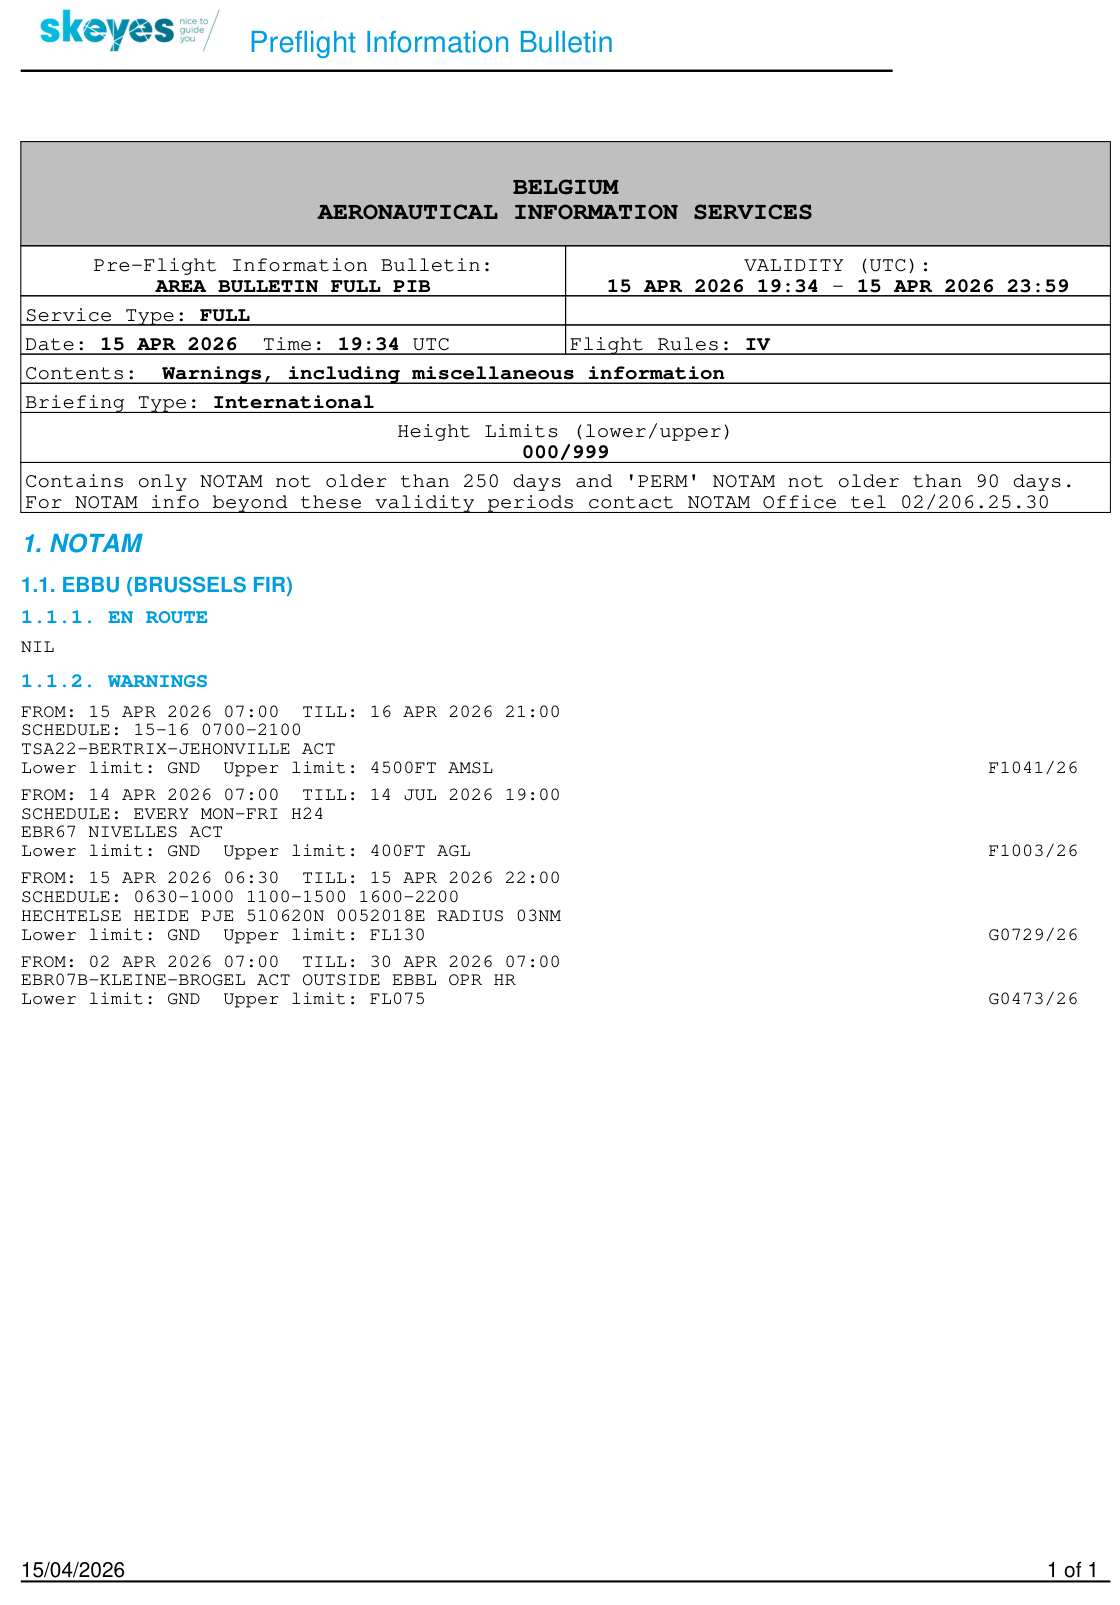 skeyes nice to guide you
Preflight Information Bulletin
BELGIUM
AERONAUTICAL INFORMATION SERVICES
Pre-Flight Information Bulletin:
AREA BULLETIN FULL PIB
VALIDITY (UTC):
15 APR 2026 19:34 - 15 APR 2026 23:59
Service Type: FULL
Date: 15 APR 2026 Time: 19:34 UTC
Flight Rules: IV
Contents: Warnings, including miscellaneous information
Briefing Type: International
Height Limits (lower/upper)
000/999
Contains only NOTAM not older than 250 days and 'PERM' NOTAM not older than 90 days.
For NOTAM info beyond these validity periods contact NOTAM Office tel 02/206.25.30
1. NOTAM
1.1. EBBU (BRUSSELS FIR)
1.1.1. EN ROUTE
NIL
1.1.2. WARNINGS
FROM: 15 APR 2026 07:00 TILL: 16 APR 2026 21:00
SCHEDULE: 15-16 0700-2100
TSA22-BERTRIX-JEHONVILLE ACT
Lower limit: GND Upper limit: 4500FT AMSL F1041/26
FROM: 14 APR 2026 07:00 TILL: 14 JUL 2026 19:00
SCHEDULE: EVERY MON-FRI H24
EBR67 NIVELLES ACT
Lower limit: GND Upper limit: 400FT AGL F1003/26
FROM: 15 APR 2026 06:30 TILL: 15 APR 2026 22:00
SCHEDULE: 0630-1000 1100-1500 1600-2200
HECHTELSE HEIDE PJE 510620N 0052018E RADIUS 03NM
Lower limit: GND Upper limit: FL130 G0729/26
FROM: 02 APR 2026 07:00 TILL: 30 APR 2026 07:00
EBR07B-KLEINE-BROGEL ACT OUTSIDE EBBL OPR HR
Lower limit: GND Upper limit: FL075 G0473/26
15/04/2026 1 of 1